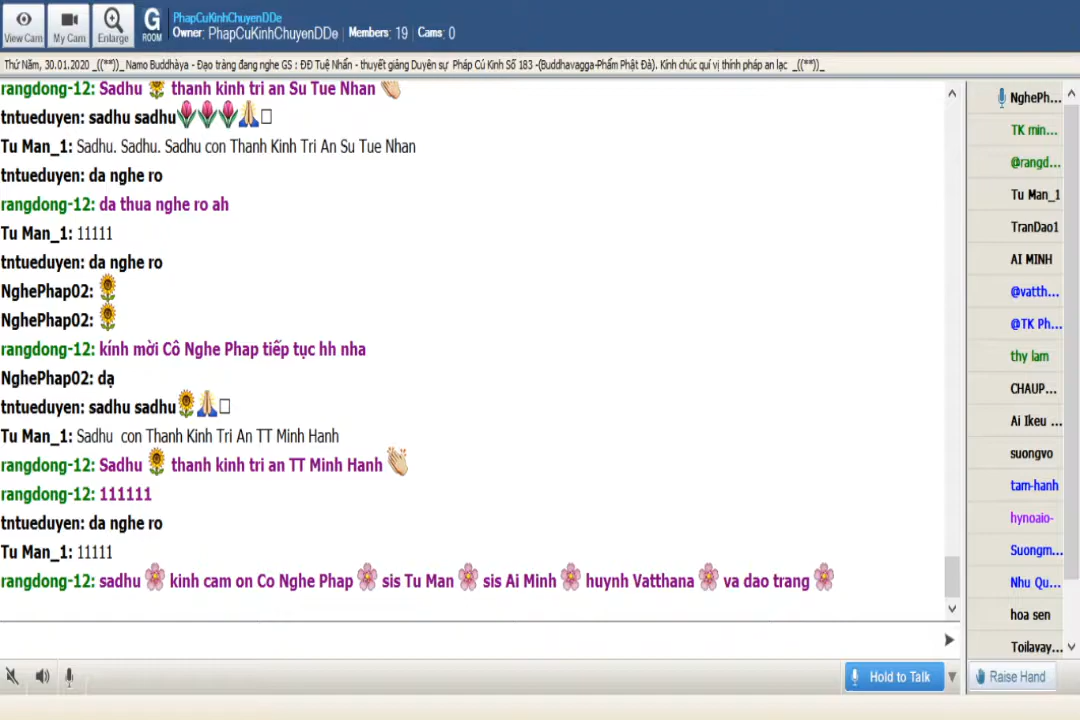 View Cam
My Cam
Enlarge
G
ROOM
PhapCuKinhChuyenDDe
Owner: PhapCuKinhChuyenDDe | Members: 19 | Cams: 0
Thứ Năm, 30.01.2020 _((**))_ Namo Buddhàya - Đạo tràng đang nghe GS : ĐĐ Tuệ Nhẩn - thuyết giảng Duyên sự Pháp Cú Kinh Số 183 -(Buddhavagga-Phẩm Phật Đà). Kính chúc quí vị thính pháp an lạc _((**))_
rangdong-12: Sadhu 🌻 thanh kinh tri an Su Tue Nhan 👏
tntueduyen: sadhu sadhu🌷🌷🌷🙏□
Tu Man_1: Sadhu. Sadhu. Sadhu con Thanh Kinh Tri An Su Tue Nhan
tntueduyen: da nghe ro
rangdong-12: da thua nghe ro ah
Tu Man_1: 11111
tntueduyen: da nghe ro
NghePhap02: 🌻
NghePhap02: 🌻
rangdong-12: kính mời Cô Nghe Phap tiếp tục hh nha
NghePhap02: dạ
tntueduyen: sadhu sadhu🌻🙏□
Tu Man_1: Sadhu con Thanh Kinh Tri An TT Minh Hanh
rangdong-12: Sadhu 🌻 thanh kinh tri an TT Minh Hanh 👏
rangdong-12: 111111
tntueduyen: da nghe ro
Tu Man_1: 11111
rangdong-12: sadhu 🌸 kinh cam on Co Nghe Phap 🌸 sis Tu Man 🌸 sis Ai Minh 🌸 huynh Vatthana 🌸 va dao trang 🌸
NghePh...
TK min...
@rangd...
Tu Man_1
TranDao1
AI MINH
@vatth...
@TK Ph...
thy lam
CHAUP...
Ai Ikeu ...
suongvo
tam-hanh
hynoaio-
Suongm...
Nhu Qu...
hoa sen
Toilavay...
Hold to Talk
Raise Hand